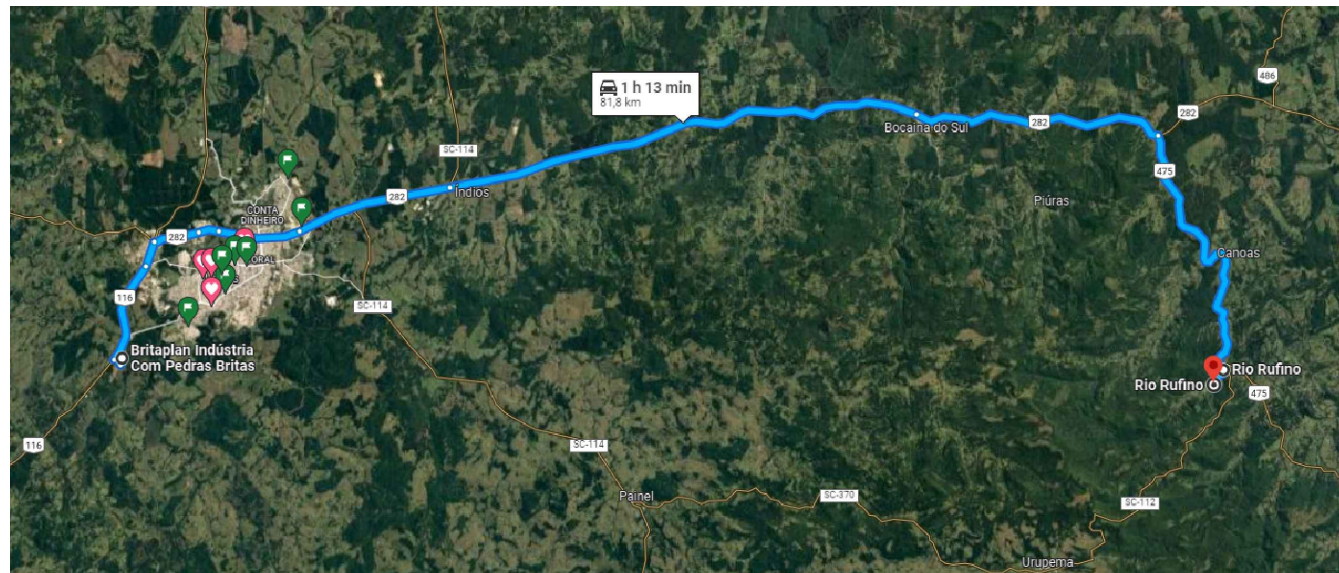 486
1 h 13 min
81,8 km
282
Bocaina do Sul
282
SC-114
475
Índios
282
Piúras
CONTA
DINHEIRO
282
Canoas
ORAL
116
SC-114
Britaplan Indústria
Com Pedras Britas
Rio Rufino
Rio Rufino
475
116
SC-114
Painel
SC-370
SC-112
Urupema